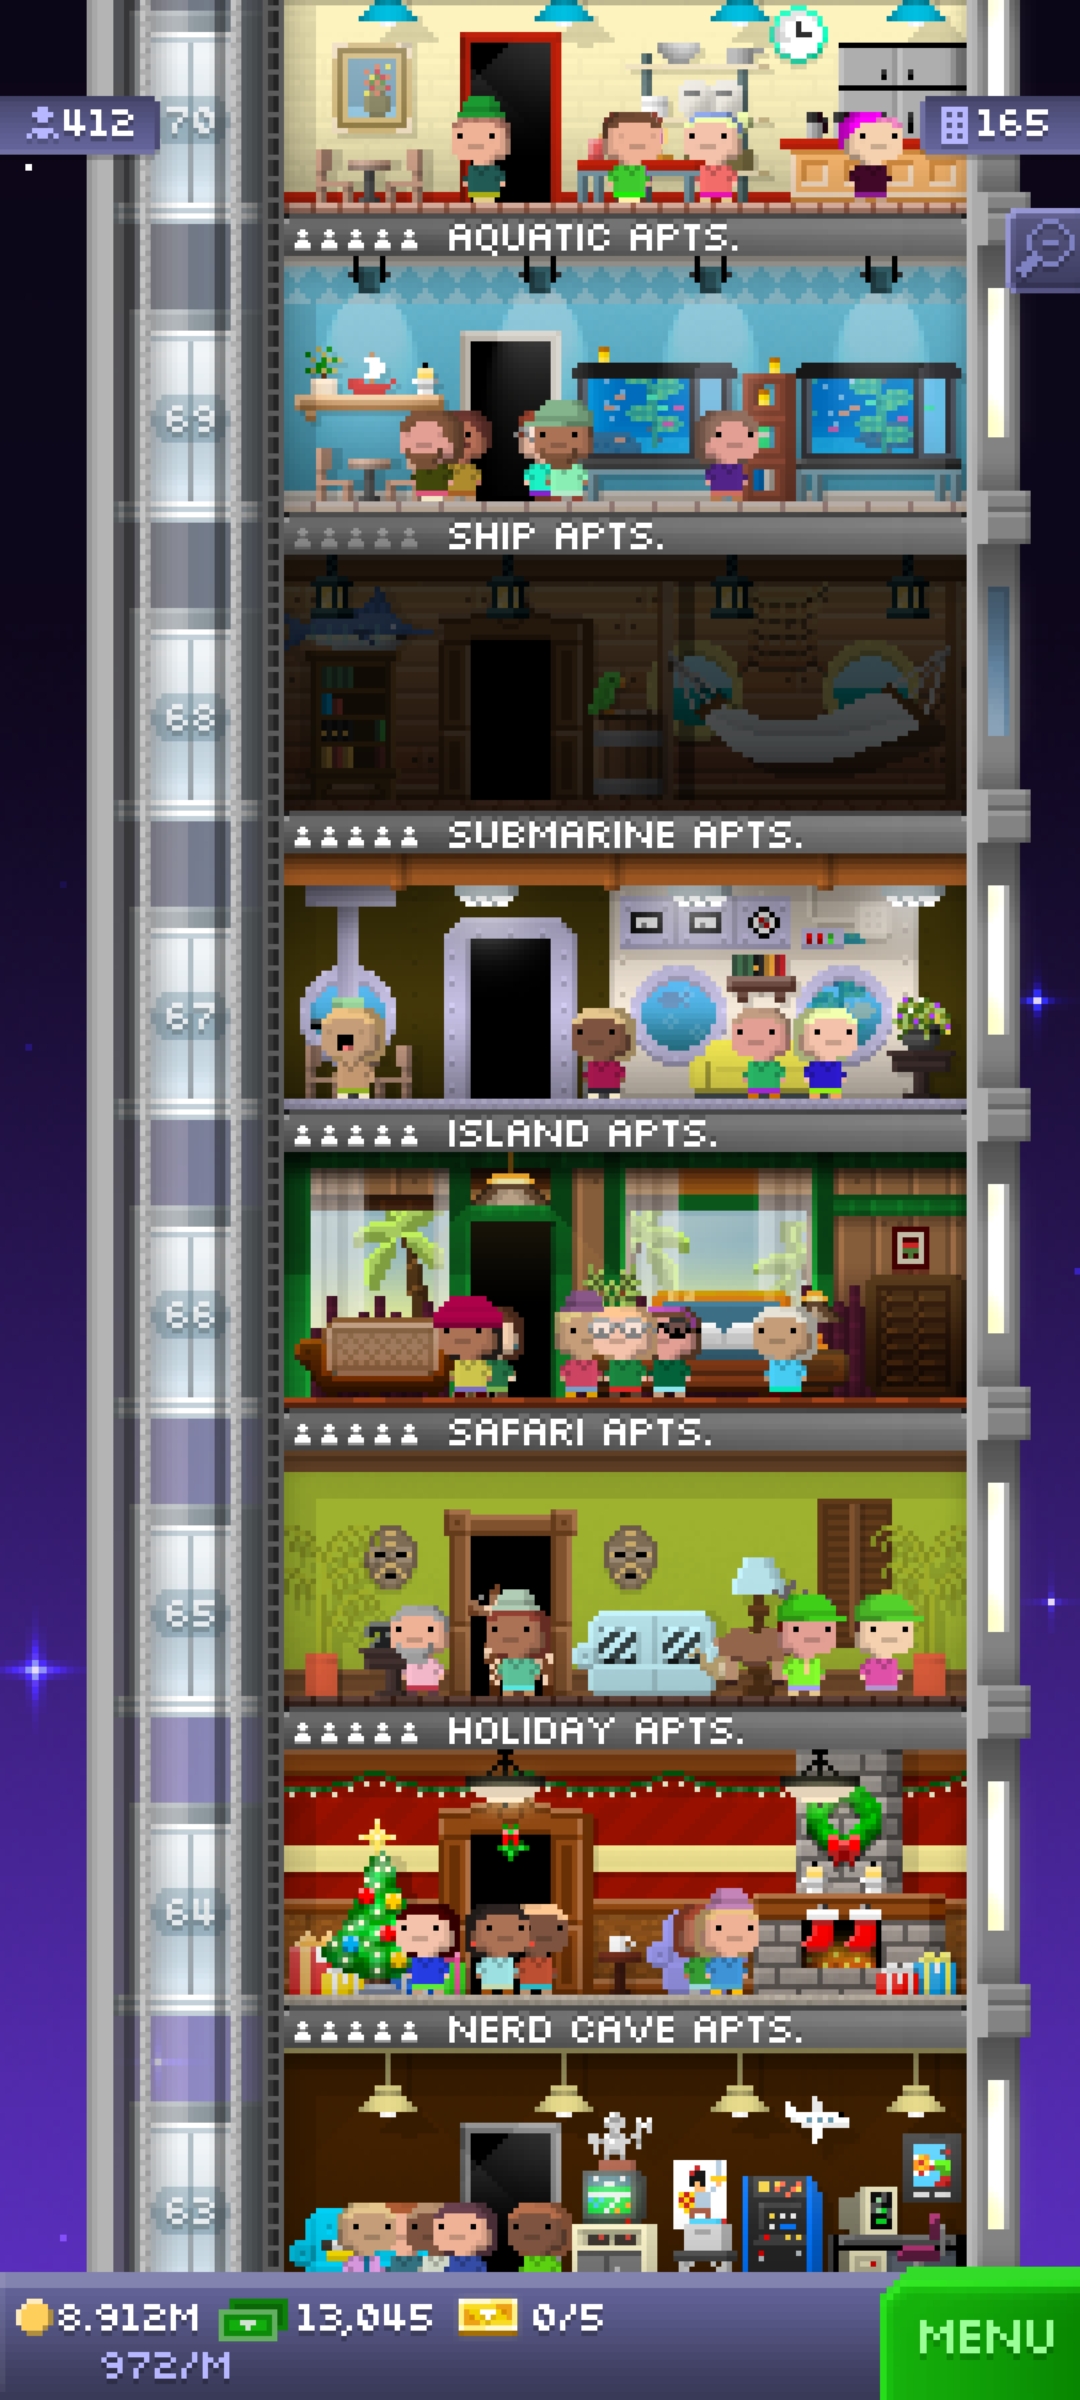 412
70
165
AQUATIC APTS.
69
SHIP APTS.
68
SUBMARINE APTS.
67
ISLAND APTS.
66
SAFARI APTS.
65
HOLIDAY APTS.
64
NERD CAVE APTS.
63
8.912M 13,045 0/5
972/M
MENU